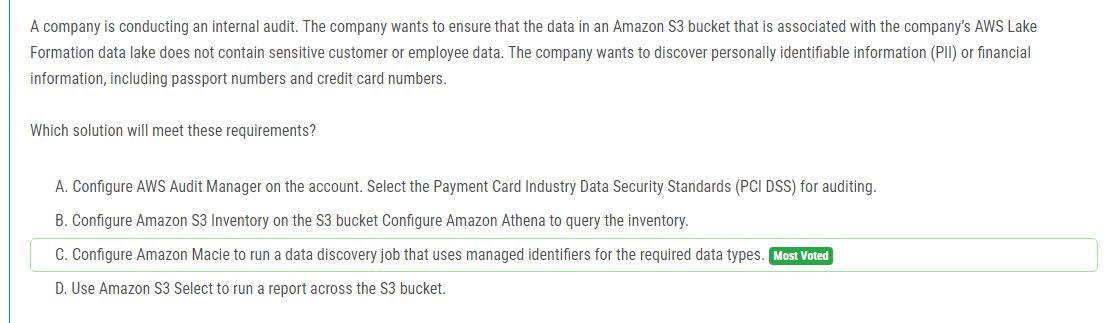 A company is conducting an internal audit. The company wants to ensure that the data in an Amazon S3 bucket that is associated with the company's AWS Lake
Formation data lake does not contain sensitive customer or employee data. The company wants to discover personally identifiable information (PII) or financial
information, including passport numbers and credit card numbers.
Which solution will meet these requirements?
A. Configure AWS Audit Manager on the account. Select the Payment Card Industry Data Security Standards (PCI DSS) for auditing.
B. Configure Amazon S3 Inventory on the S3 bucket Configure Amazon Athena to query the inventory.
C. Configure Amazon Macie to run a data discovery job that uses managed identifiers for the required data types. Most Voted
D. Use Amazon S3 Select to run a report across the S3 bucket.